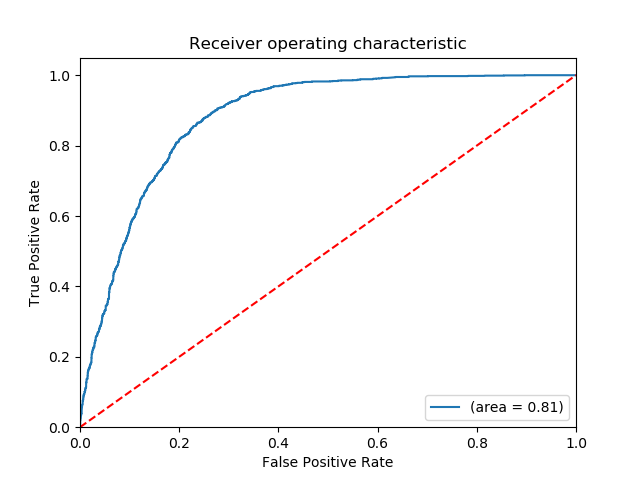 Receiver operating characteristic
1.0
0.8
0.6
0.4
0.2
0.0
True Positive Rate
(area = 0.81)
0.0 0.2 0.4 0.6 0.8 1.0
False Positive Rate